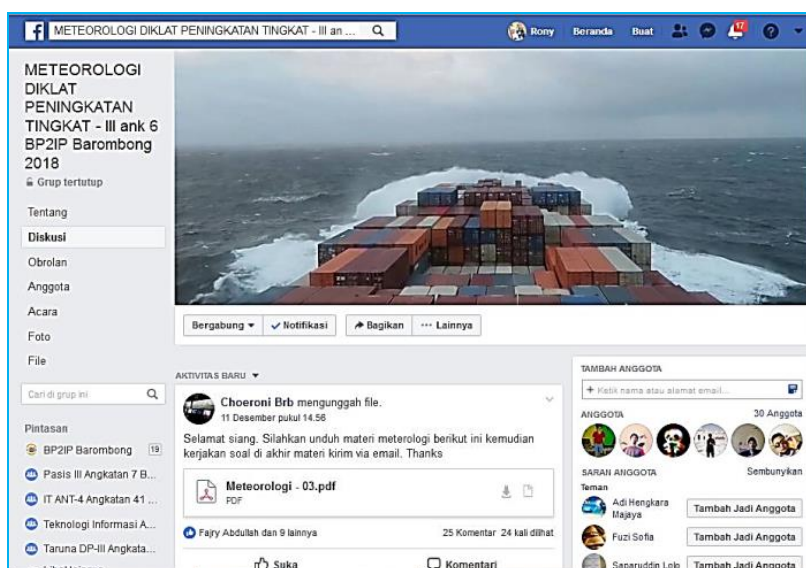 METEOROLOGI DIKLAT PENINGKATAN TINGKAT - III an ...
Rony
Beranda
Buat
17
METEOROLOGI
DIKLAT
PENINGKATAN
TINGKAT - III ank 6
BP2IP Barombong
2018
Grup tertutup
Tentang
Diskusi
Obrolan
Anggota
Acara
Foto
File
Cari di grup ini
Pintasan
BP2IP Barombong 19
Pasis III Angkatan 7 B...
IT ANT-4 Angkatan 41 ...
Teknologi Informasi A...
Taruna DP-III Angkata...
Bergabung
Notifikasi
Bagikan
Lainnya
AKTIVITAS BARU
Choeroni Brb mengunggah file.
11 Desember pukul 14.56
Selamat siang. Silahkan unduh materi meterologi berikut ini kemudian
kerjakan soal di akhir materi kirim via email. Thanks
Meteorologi - 03.pdf
PDF
Fajry Abdullah dan 9 lainnya
25 Komentar 24 kali dilihat
Suka
Komentari
TAMBAH ANGGOTA
+ Ketik nama atau alamat email...
ANGGOTA
30 Anggota
SARAN ANGGOTA
Sembunyikan
Teman
Adi Hengkara
Majaya
Tambah Jadi Anggota
Fuzi Sofia
Tambah Jadi Anggota
Saparuddin Lolo
Tambah Jadi Anggota